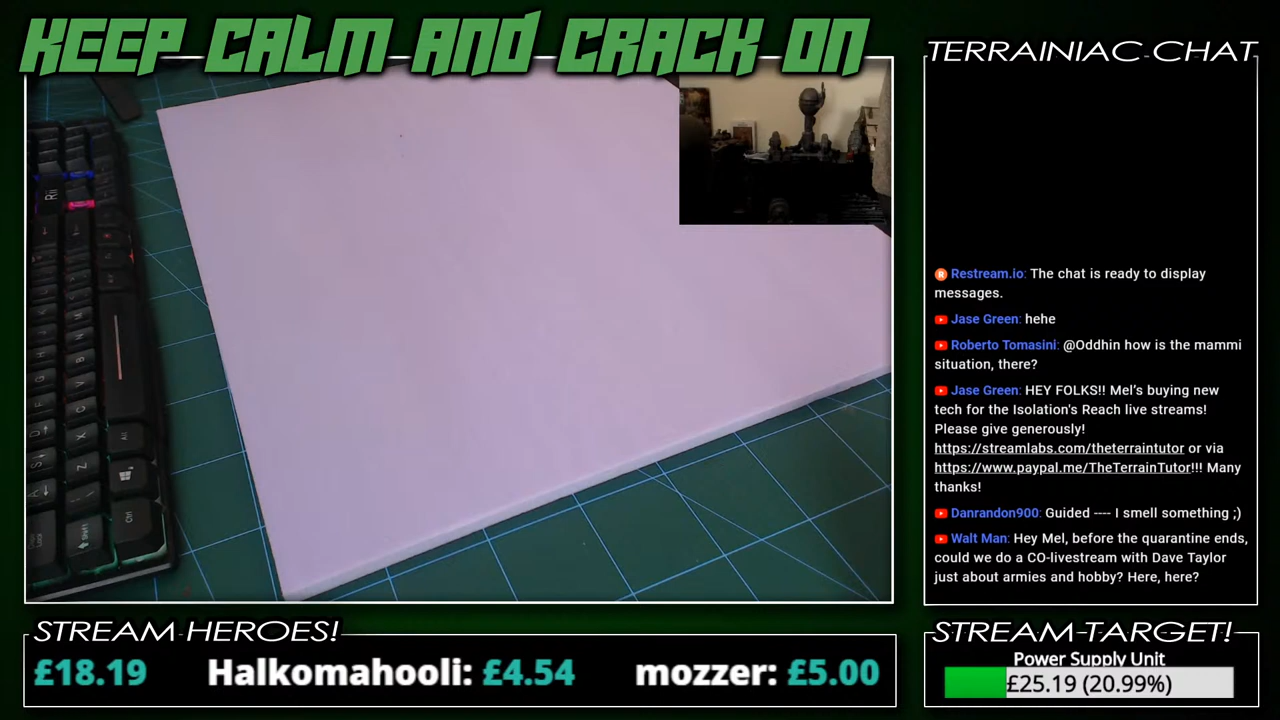 KEEP CALM AND CRACK ON
TERRAINIAC CHAT
Restream.io: The chat is ready to display
messages.
Jase Green: hehe
Roberto Tomasini: @Oddhin how is the mammi
situation, there?
Jase Green: HEY FOLKS!! Mel's buying new
tech for the Isolation's Reach live streams!
Please give generously!
https://streamlabs.com/theterraintutor or via
https://www.paypal.me/TheTerrainTutor!!! Many
thanks!
Danrandon900: Guided ---- I smell something ;)
Walt Man: Hey Mel, before the quarantine ends,
could we do a CO-livestream with Dave Taylor
just about armies and hobby? Here, here?
STREAM HEROES!
£18.19 Halkomahooli: £4.54 mozzer: £5.00
STREAM TARGET!
Power Supply Unit
£25.19 (20.99%)
Rii
Alt
Ctrl
Shift